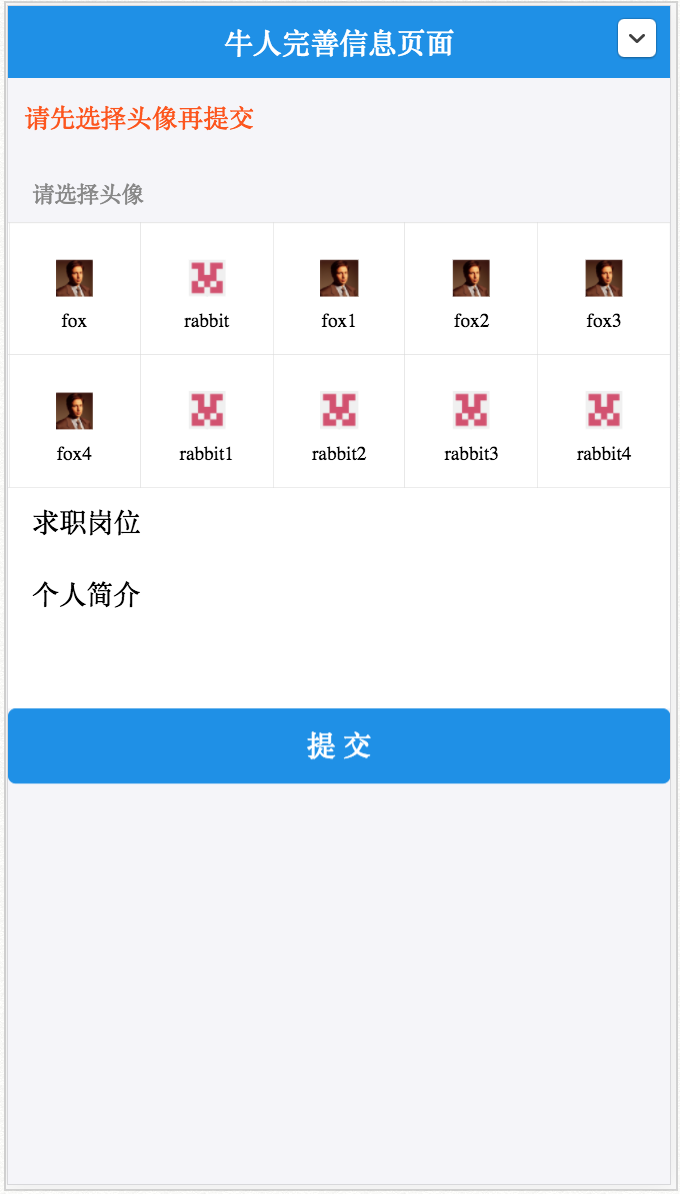 牛人完善信息页面
请先选择头像再提交
请选择头像
fox rabbit fox1 fox2 fox3
fox4 rabbit1 rabbit2 rabbit3 rabbit4
求职岗位
个人简介
提 交